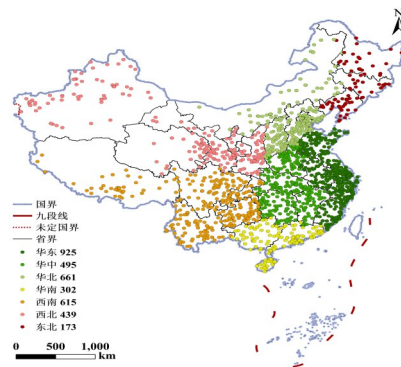 N
国界
九段线
未定国界
省界
华东 925
华中 495
华北 661
华南 302
西南 615
西北 439
东北 173
0 500 1,000
km